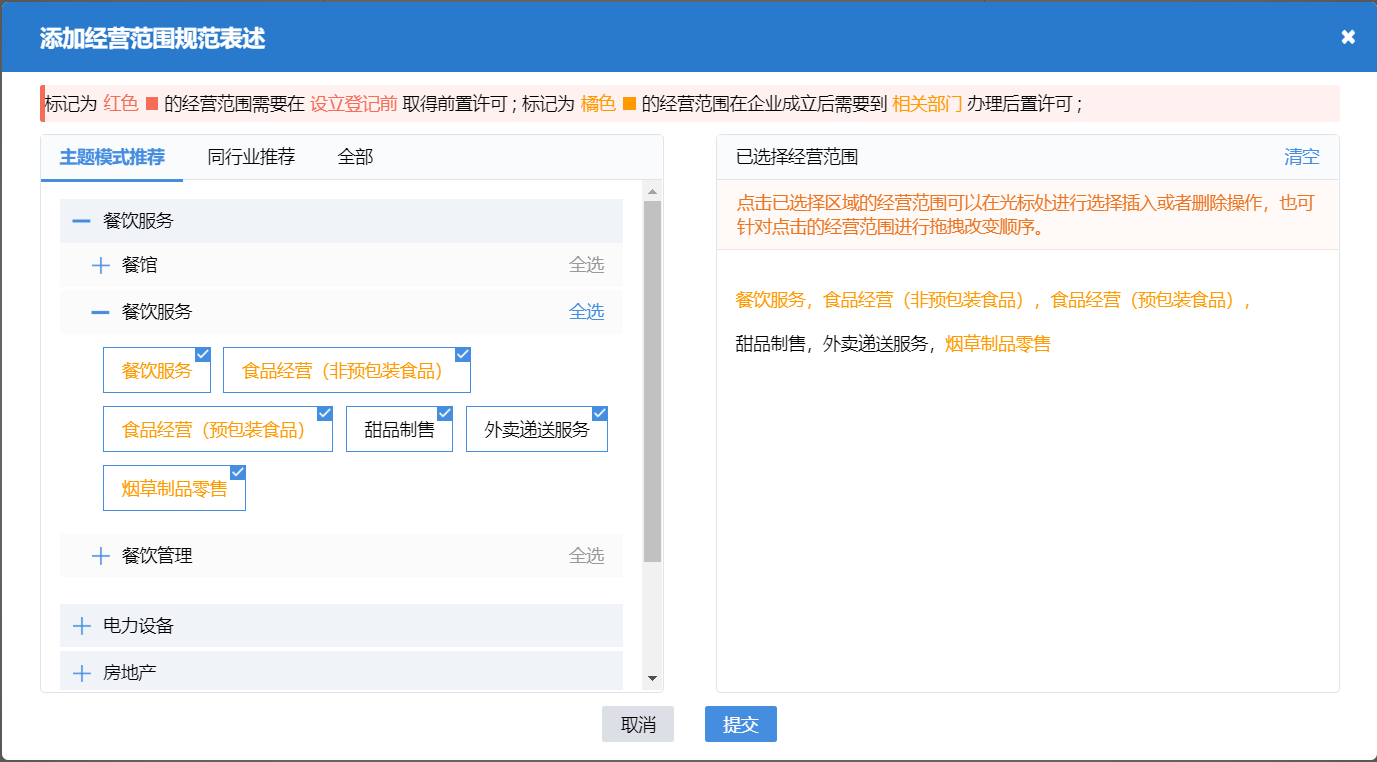 添加经营范围规范表述
标记为 红色 的经营范围需要在 设立登记前 取得前置许可 ; 标记为 橘色 的经营范围在企业成立后需要到 相关部门 办理后置许可 ;
主题模式推荐 同行业推荐 全部
餐饮服务
餐馆 全选
餐饮服务 全选
餐饮服务 食品经营（非预包装食品）
食品经营（预包装食品） 甜品制售 外卖递送服务
烟草制品零售
餐饮管理 全选
电力设备
房地产
已选择经营范围 清空
点击已选择区域的经营范围可以在光标处进行选择插入或者删除操作，也可
针对点击的经营范围进行拖拽改变顺序。
餐饮服务，食品经营（非预包装食品），食品经营（预包装食品），
甜品制售，外卖递送服务，烟草制品零售
取消 提交